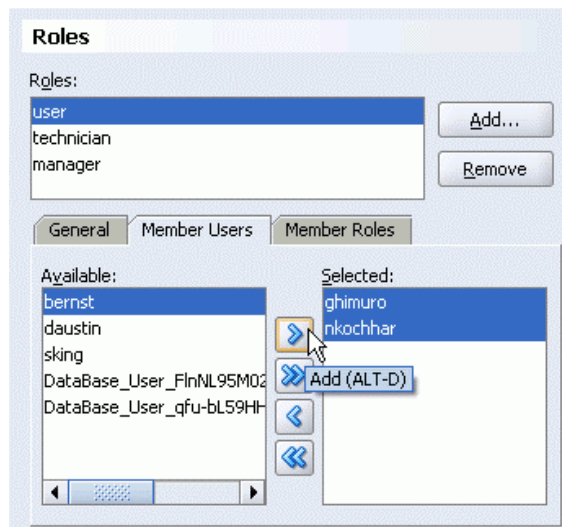 Roles
Roles:
user
technician
manager
Add...
Remove
General Member Users Member Roles
Available: Selected:
bernst ghimuro
daustin nkochhar
sking
DataBase_User_FlnNL95M02
DataBase_User_qfu-bL59HH
Add (ALT-D)